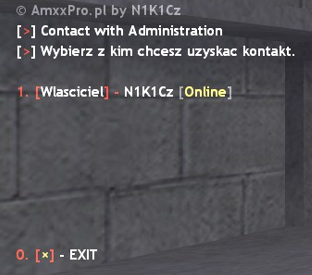 © AmxxPro.pl by N1K1Cz
[>] Contact with Administration
[>] Wybierz z kim chcesz uzyskac kontakt.
1. [Wlasciciel] - N1K1Cz [Online]
0. [×] - EXIT